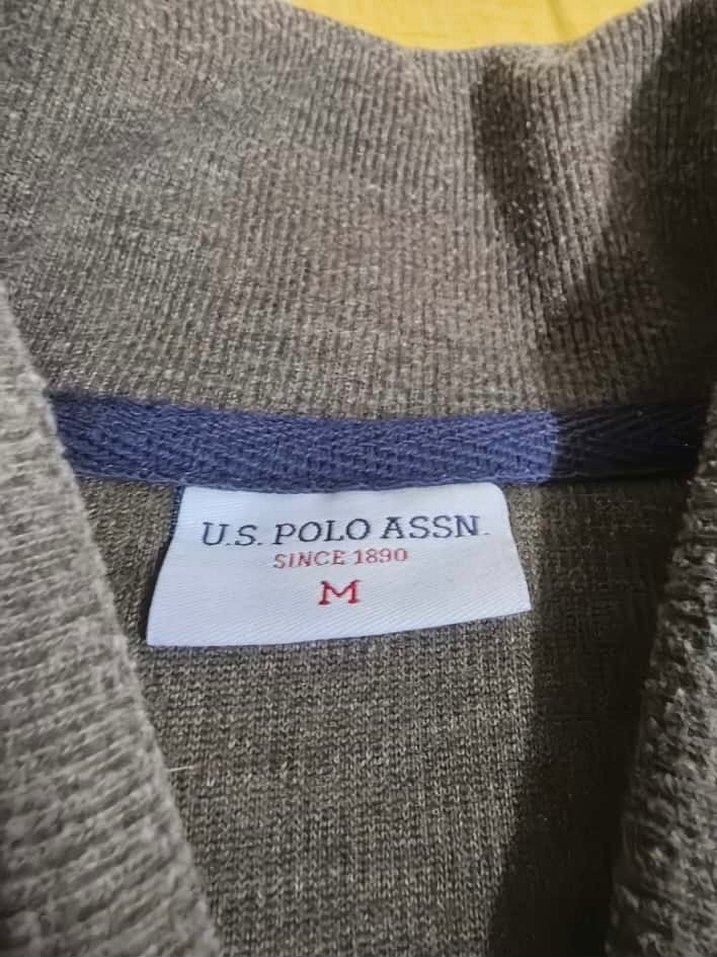 U.S. POLO ASSN.
SINCE 1890
M